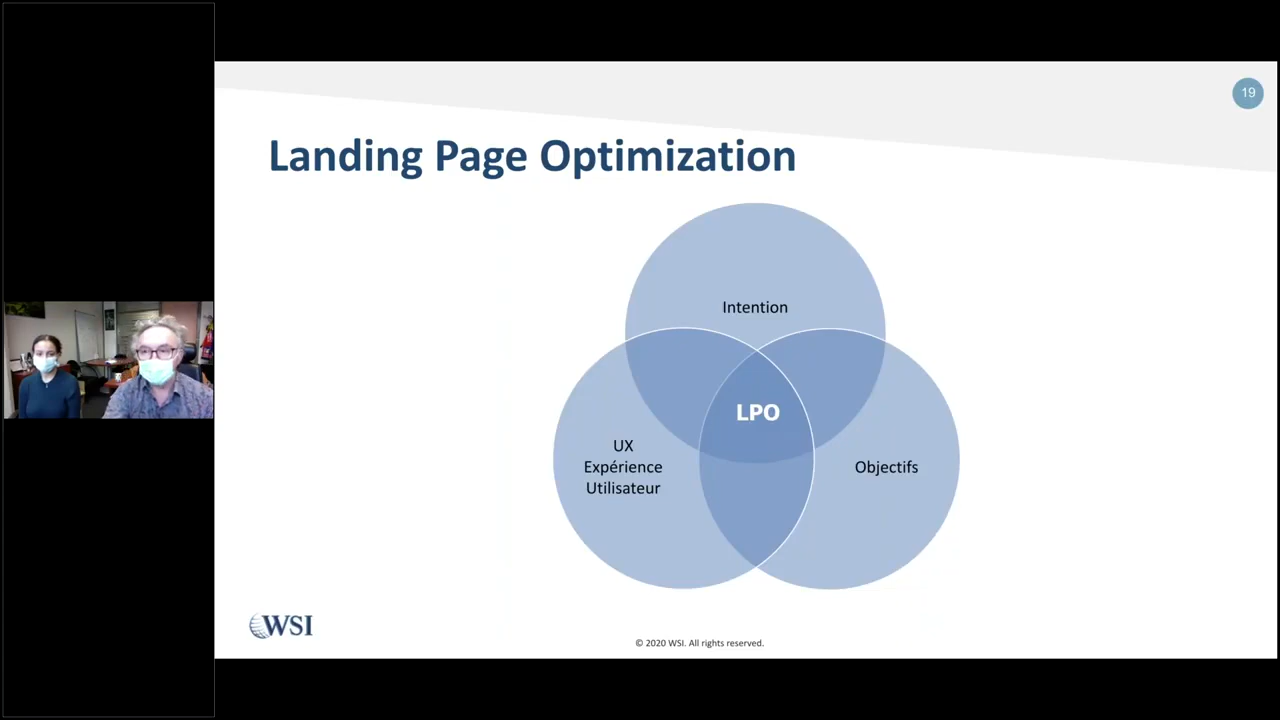 19
Landing Page Optimization
Intention
LPO
UX
Expérience
Utilisateur
Objectifs
WSI
© 2020 WSI. All rights reserved.